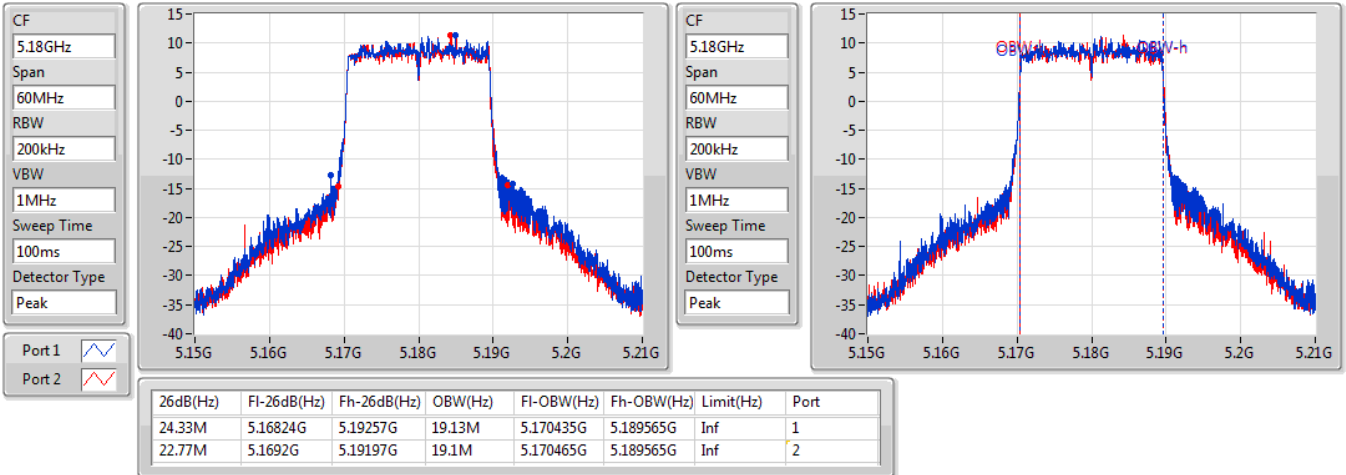 CF
5.18GHz
Span
60MHz
RBW
200kHz
VBW
1MHz
Sweep Time
100ms
Detector Type
Peak
Port 1
Port 2
15
10
5
0
-5
-10
-15
-20
-25
-30
-35
-40
5.15G 5.16G 5.17G 5.18G 5.19G 5.2G 5.21G
CF
5.18GHz
Span
60MHz
RBW
200kHz
VBW
1MHz
Sweep Time
100ms
Detector Type
Peak
15
10
5
0
-5
-10
-15
-20
-25
-30
-35
-40
OBW-h
5.15G 5.16G 5.17G 5.18G 5.19G 5.2G 5.21G
26dB(Hz) Fl-26dB(Hz) Fh-26dB(Hz) OBW(Hz) Fl-OBW(Hz) Fh-OBW(Hz) Limit(Hz) Port
24.33M 5.16824G 5.19257G 19.13M 5.170435G 5.189565G Inf 1
22.77M 5.1692G 5.19197G 19.1M 5.170465G 5.189565G Inf 2